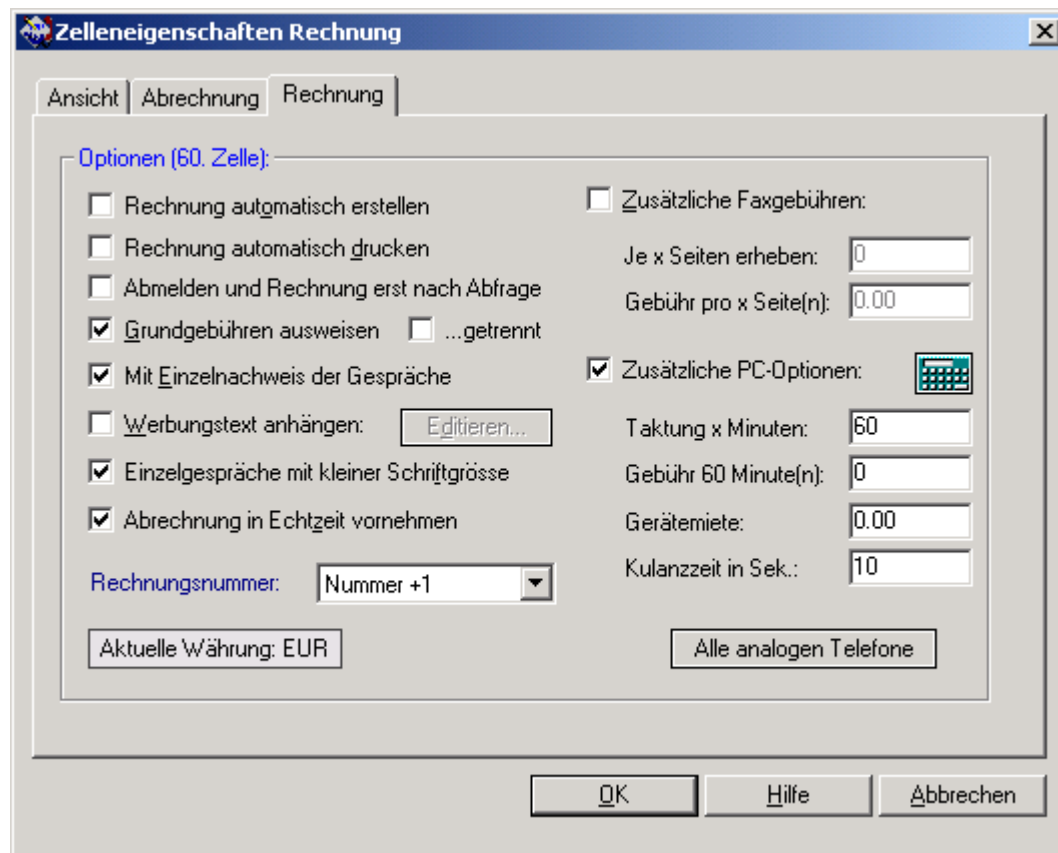 Zelleneigenschaften Rechnung
Ansicht Abrechnung Rechnung
Optionen (60. Zelle):
Rechnung automatisch erstellen
Rechnung automatisch drucken
Abmelden und Rechnung erst nach Abfrage
Grundgebühren ausweisen ...getrennt
Mit Einzelnachweis der Gespräche
Werbungstext anhängen: Editieren...
Einzelgespräche mit kleiner Schriftgrösse
Abrechnung in Echtzeit vornehmen
Rechnungsnummer: Nummer +1
Aktuelle Währung: EUR
Zusätzliche Faxgebühren:
Je x Seiten erheben: 0
Gebühr pro x Seite(n): 0.00
Zusätzliche PC-Optionen:
Taktung x Minuten: 60
Gebühr 60 Minute(n): 0
Gerätemiete: 0.00
Kulanzzeit in Sek.: 10
Alle analogen Telefone
OK Hilfe Abbrechen